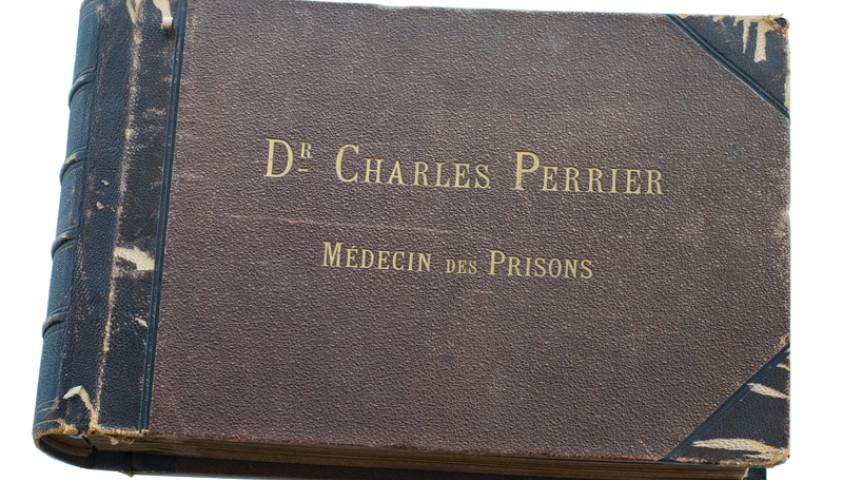 Dr Charles Perrier
Médecin des Prisons